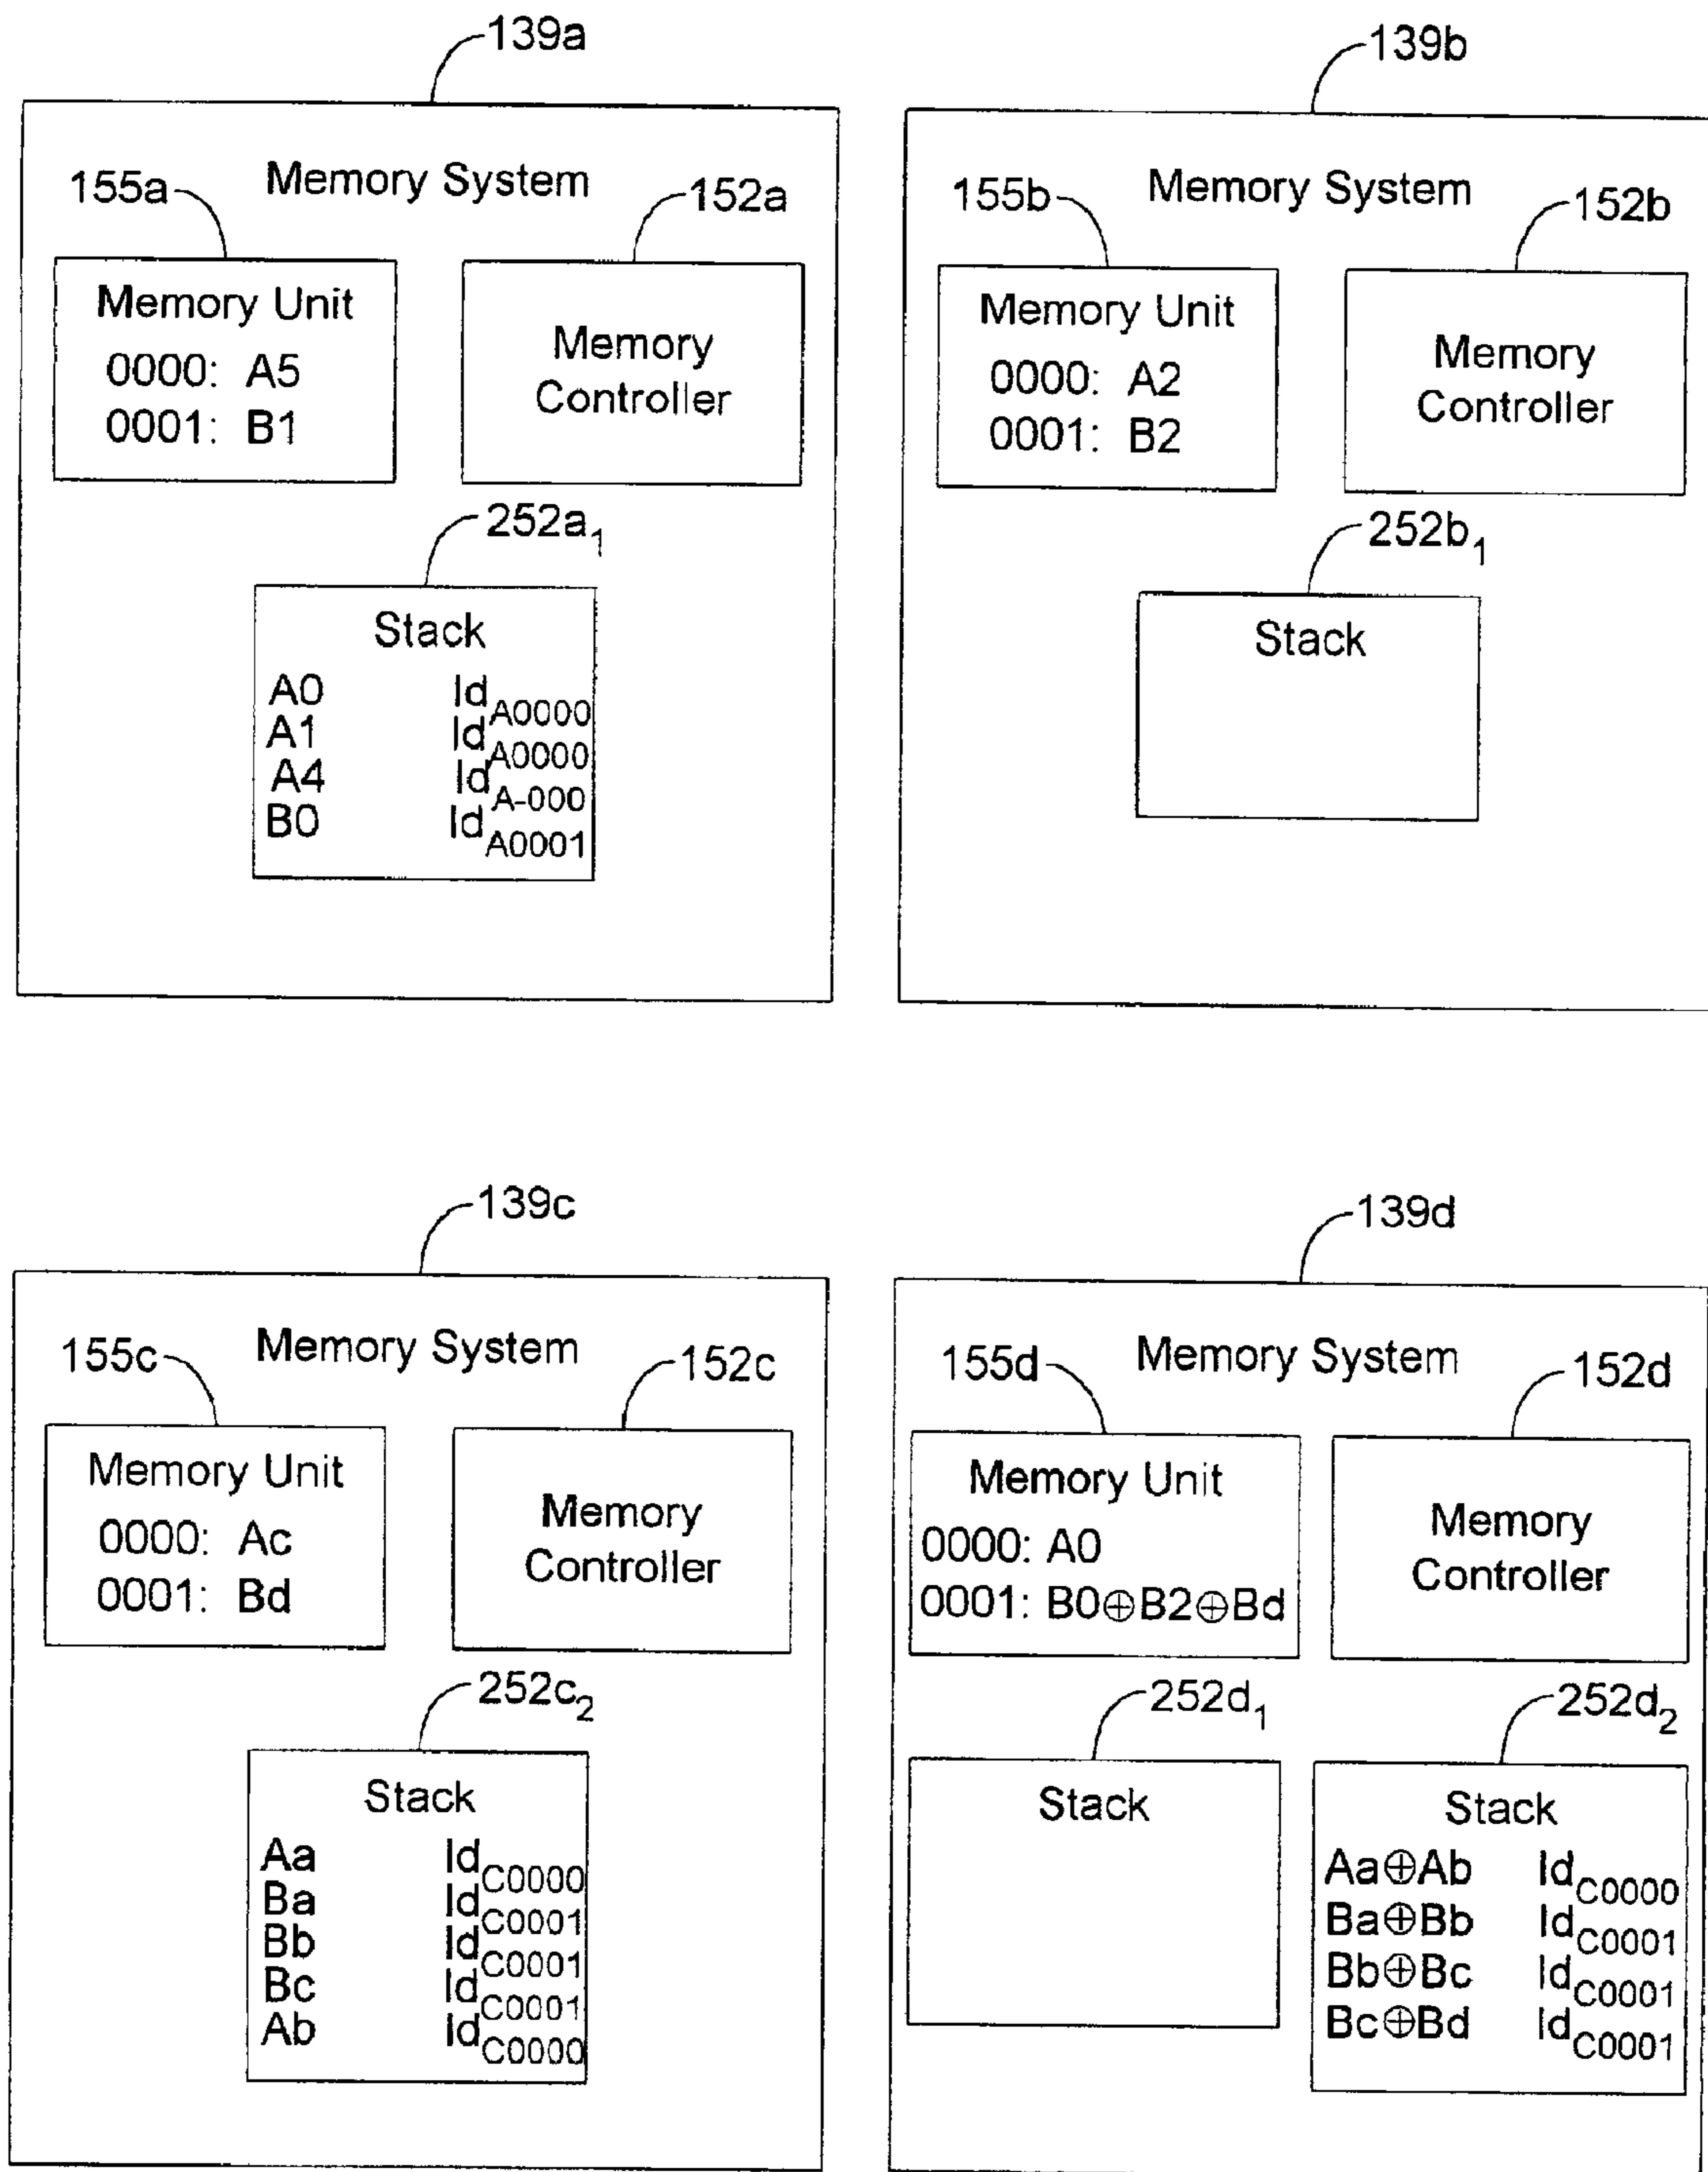 139a
Memory System
155a
152a
Memory Unit
0000: A5
0001: B1
Memory
Controller
252a1
Stack
A0 IdA0000
A1 IdA0000
A4 IdA-000
B0 IdA0001
139b
Memory System
155b
152b
Memory Unit
0000: A2
0001: B2
Memory
Controller
252b1
Stack
139c
Memory System
155c
152c
Memory Unit
0000: Ac
0001: Bd
Memory
Controller
252c2
Stack
Aa IdC0000
Ba IdC0001
Bb IdC0001
Bc IdC0001
Ab IdC0000
139d
Memory System
155d
152d
Memory Unit
0000: A0
0001: B0⊕B2⊕Bd
Memory
Controller
252d1
Stack
252d2
Stack
Aa⊕Ab IdC0000
Ba⊕Bb IdC0001
Bb⊕Bc IdC0001
Bc⊕Bd IdC0001